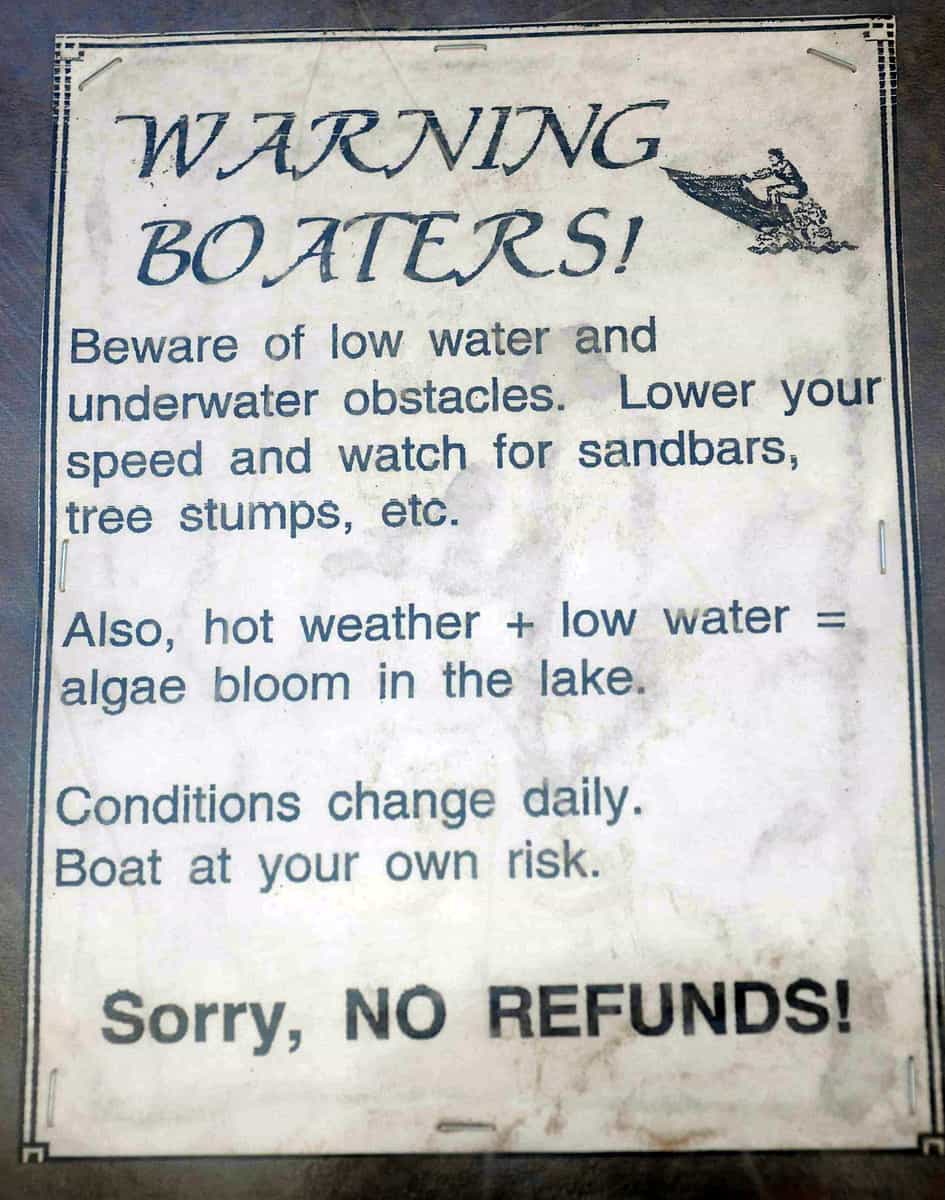 WARNING
BOATERS!
Beware of low water and
underwater obstacles. Lower your
speed and watch for sandbars,
tree stumps, etc.
Also, hot weather + low water =
algae bloom in the lake.
Conditions change daily.
Boat at your own risk.
Sorry, NO REFUNDS!